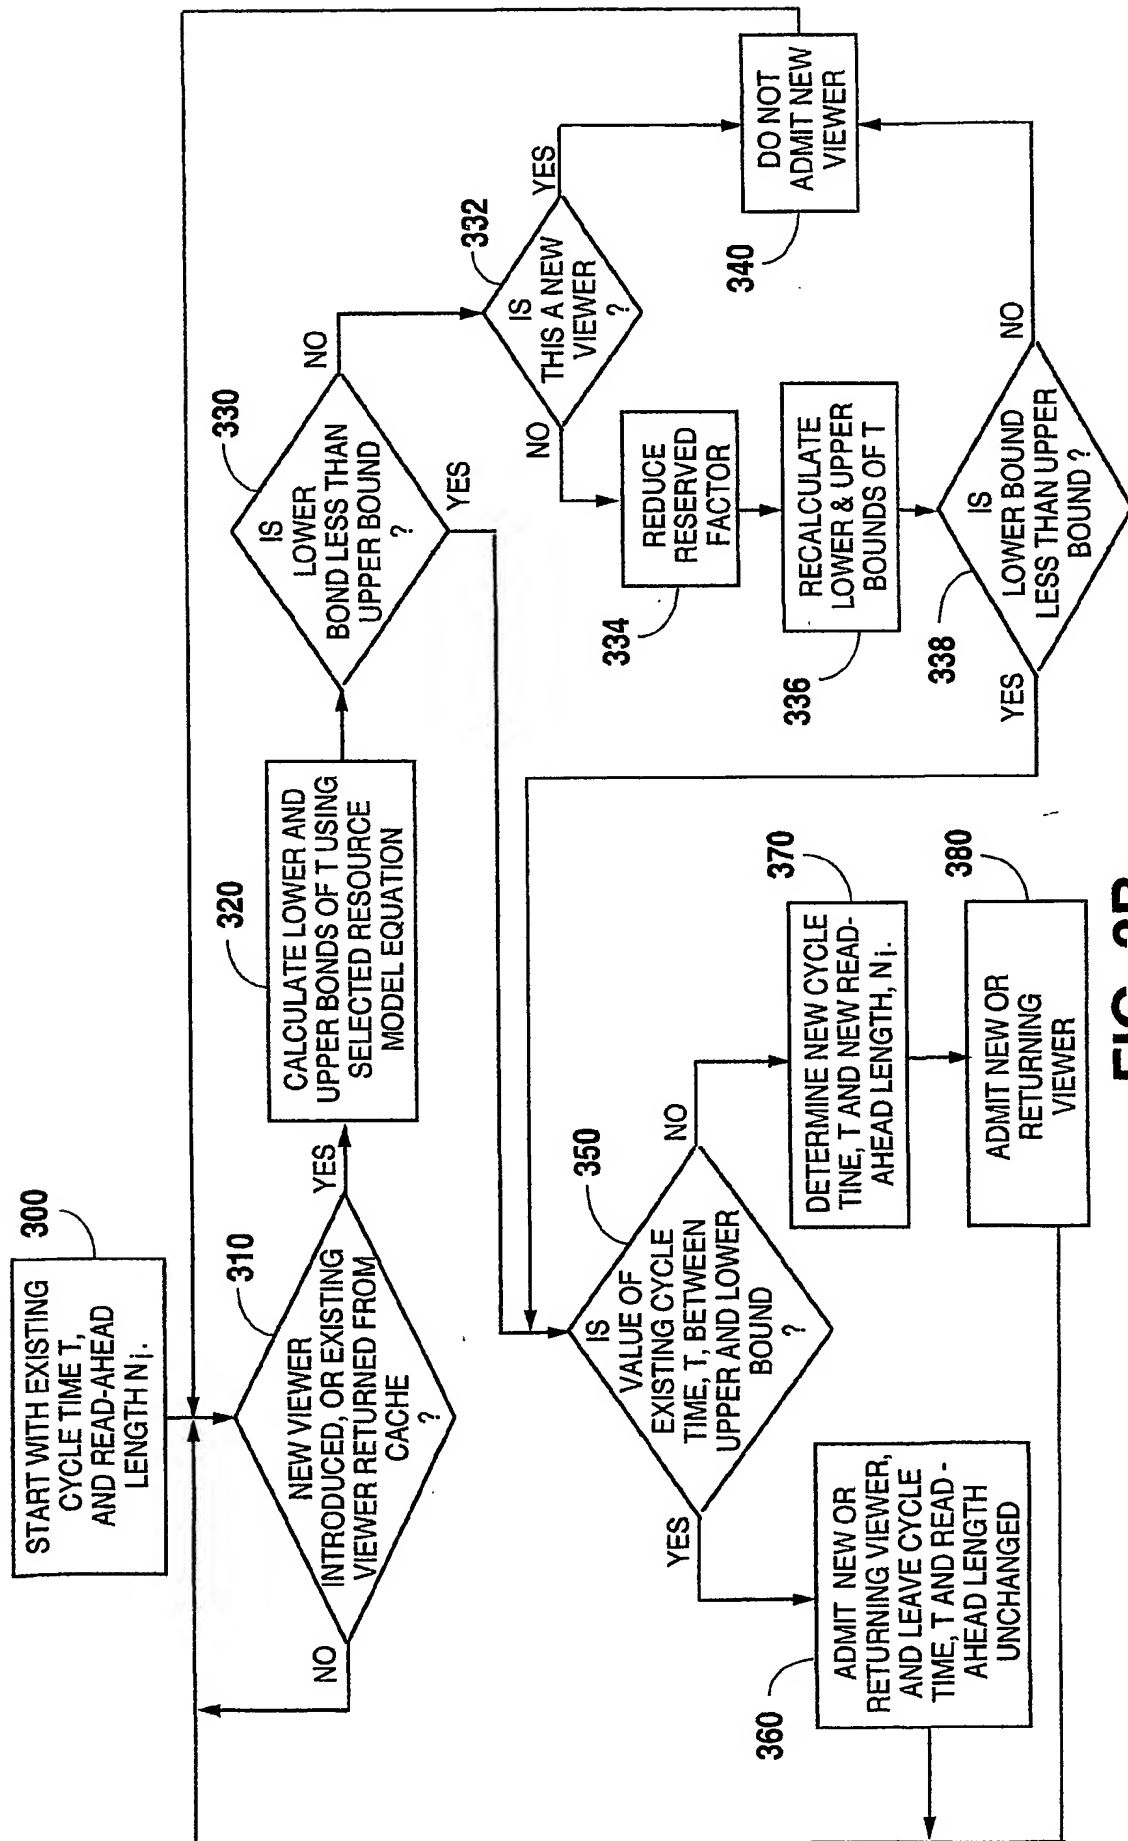 300
START WITH EXISTING
CYCLE TIME T,
AND READ-AHEAD
LENGTH Ni.
310
NEW VIEWER
INTRODUCED, OR EXISTING
VIEWER RETURNED FROM
CACHE
?
NO
YES
320
CALCULATE LOWER AND
UPPER BONDS OF T USING
SELECTED RESOURCE
MODEL EQUATION
330
IS
LOWER
BOND LESS THAN
UPPER BOUND
?
NO
YES
332
IS
THIS A NEW
VIEWER
?
YES
NO
334
REDUCE
RESERVED
FACTOR
336
RECALCULATE
LOWER & UPPER
BOUNDS OF T
338
IS
LOWER BOUND
LESS THAN UPPER
BOUND ?
YES
NO
340
DO NOT
ADMIT NEW
VIEWER
350
IS
VALUE OF
EXISTING CYCLE
TIME, T, BETWEEN
UPPER AND LOWER
BOUND
?
YES
NO
360
ADMIT NEW OR
RETURNING VIEWER,
AND LEAVE CYCLE
TIME, T AND READ -
AHEAD LENGTH
UNCHANGED
370
DETERMINE NEW CYCLE
TINE, T AND NEW READ-
AHEAD LENGTH, Ni.
380
ADMIT NEW OR
RETURNING
VIEWER